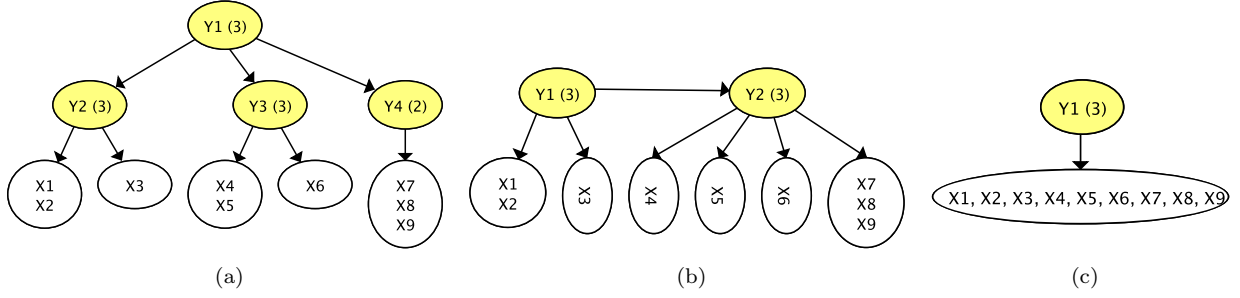 Y1 (3)
Y2 (3)
Y3 (3)
Y4 (2)
X1
X2
X3
X4
X5
X6
X7
X8
X9
(a)
Y1 (3)
Y2 (3)
X1
X2
X3
X4
X5
X6
X7
X8
X9
(b)
Y1 (3)
X1, X2, X3, X4, X5, X6, X7, X8, X9
(c)